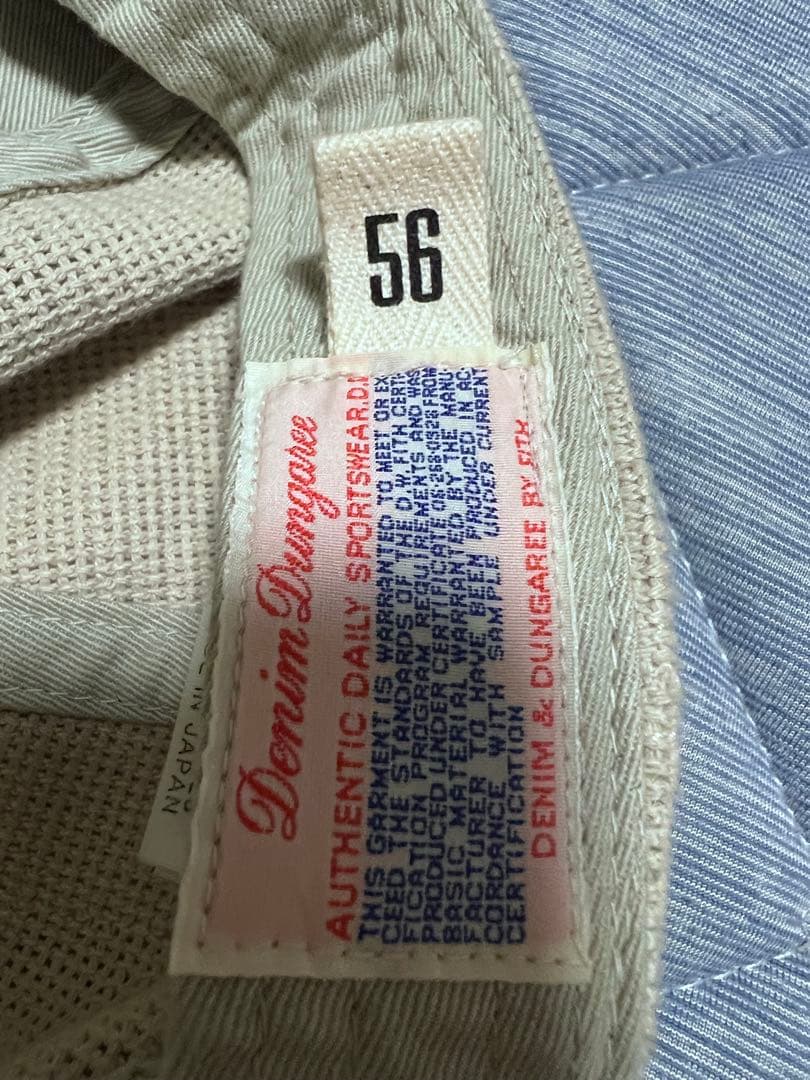 56
Denim Dungaree
AUTHENTIC DAILY SPORTSWEAR.D.
THIS GARMENT IS WARRANTED TO MEET OR EX
CEED THE STANDARDS OF THE D.W.FITH CERTI
FICATION PROGRAM REQUIREMENTS AND WAS
PRODUCED UNDER CERTIFICATE FROM
BASIC MATERIAL WARRANTED BY THE MANU
FACTURER TO HAVE BEEN PRODUCED IN AC
CORDANCE WITH SAMPLE UNDER CURRENT
CERTIFICATION
DENIM & DUNGAREE BY FITH
IN JAPAN